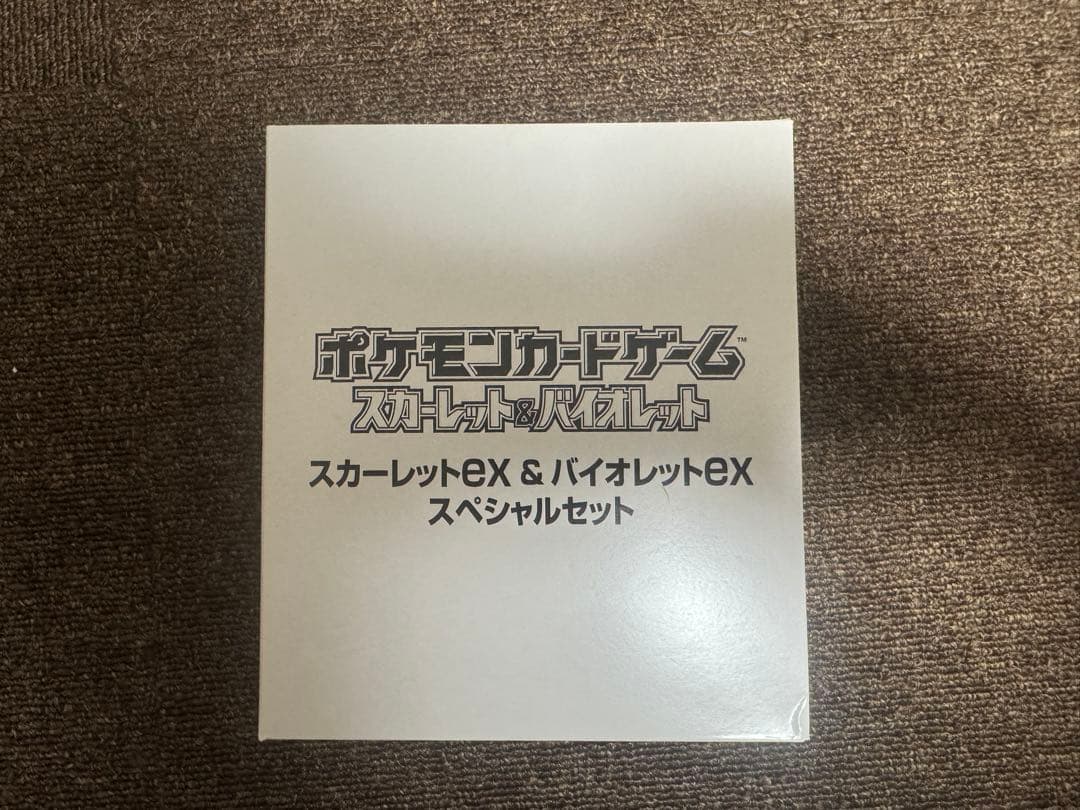 ポケモンカードゲーム™
スカーレット&バイオレット
スカーレットex & バイオレットex
スペシャルセット